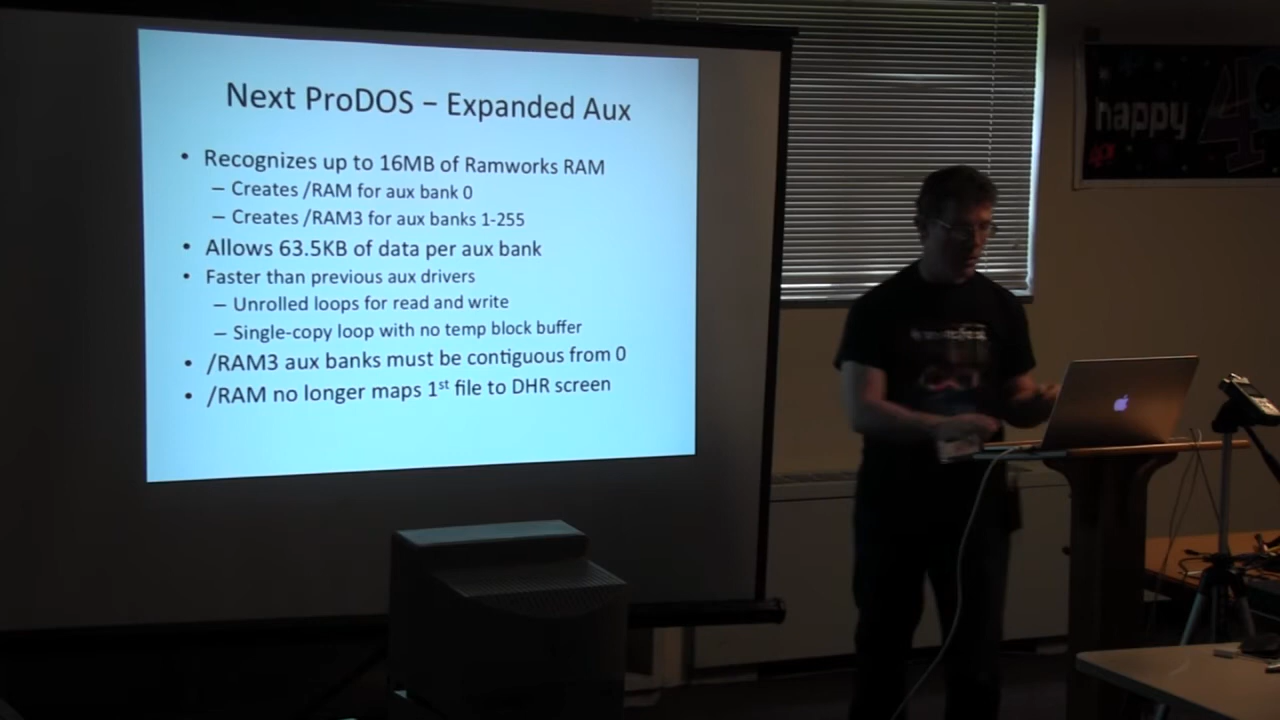 Next ProDOS – Expanded Aux
• Recognizes up to 16MB of Ramworks RAM
– Creates /RAM for aux bank 0
– Creates /RAM3 for aux banks 1-255
• Allows 63.5KB of data per aux bank
• Faster than previous aux drivers
– Unrolled loops for read and write
– Single-copy loop with no temp block buffer
• /RAM3 aux banks must be contiguous from 0
• /RAM no longer maps 1st file to DHR screen
happy